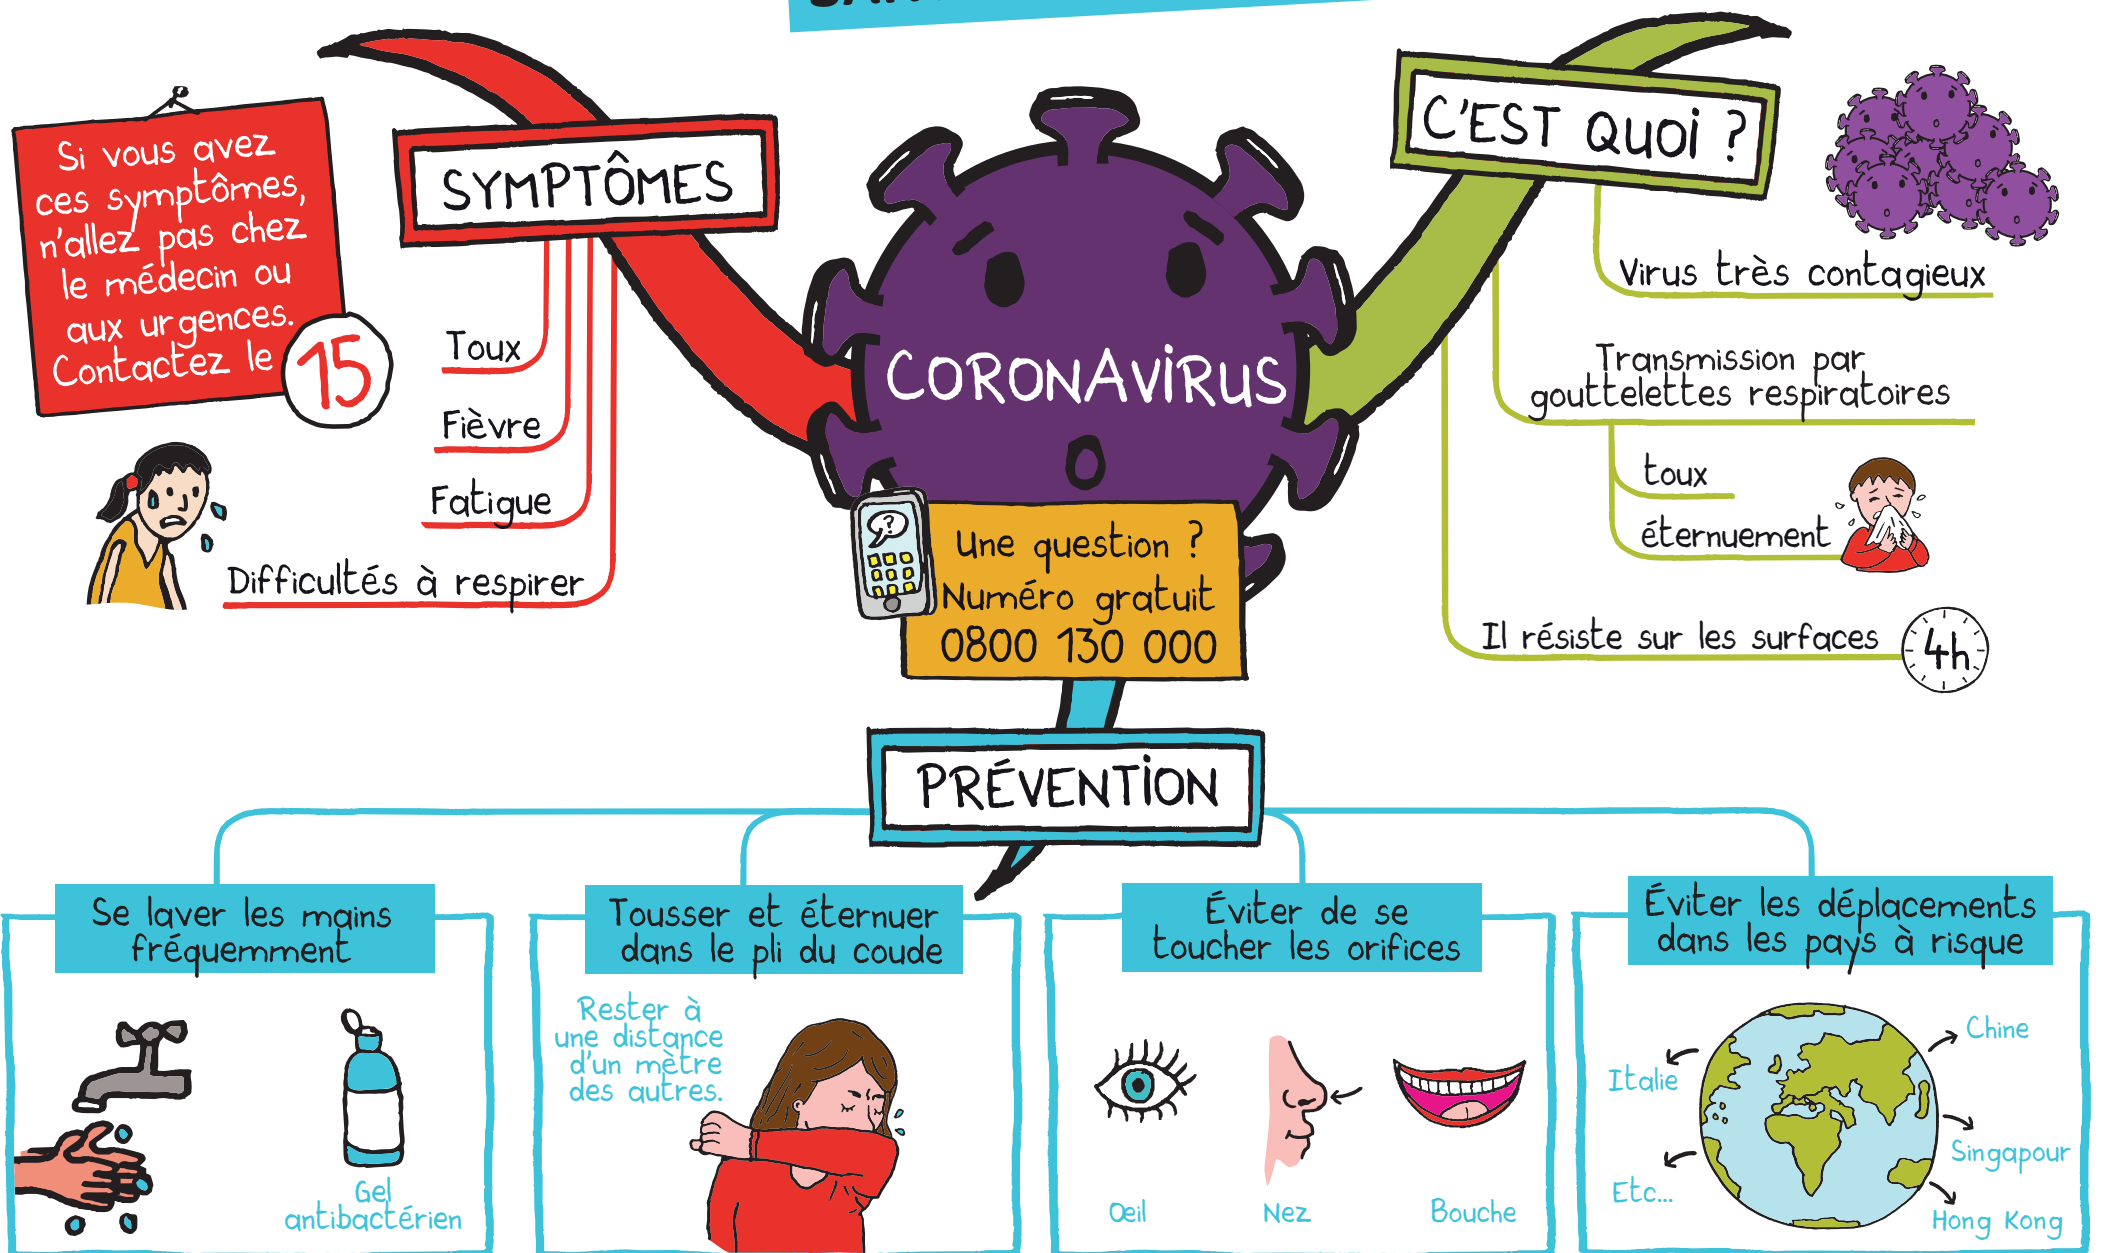 SYMPTÔMES
C'EST QUOI ?
Si vous avez
ces symptômes,
n'allez pas chez
le médecin ou
aux urgences.
Contactez le
15
Toux
Fièvre
Fatigue
Difficultés à respirer
CORONAVIRUS
Une question ?
Numéro gratuit
0800 130 000
?
Virus très contagieux
Transmission par
gouttelettes respiratoires
toux
éternuement
Il résiste sur les surfaces
4h
PRÉVENTION
Se laver les mains
fréquemment
Gel
antibactérien
Tousser et éternuer
dans le pli du coude
Rester à
une distance
d'un mètre
des autres.
Éviter de se
toucher les orifices
Œil
Nez
Bouche
Éviter les déplacements
dans les pays à risque
Chine
Italie
Singapour
Etc...
Hong Kong